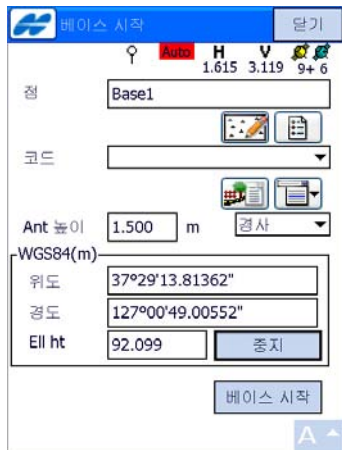 베이스 시작 닫기
Auto H V
1.615 3.119 9+ 6
점 Base1
코드
Ant 높이 1.500 m 경사
WGS84(m)
위도 37°29'13.81362"
경도 127°00'49.00552"
Ell ht 92.099 중지
베이스 시작
A